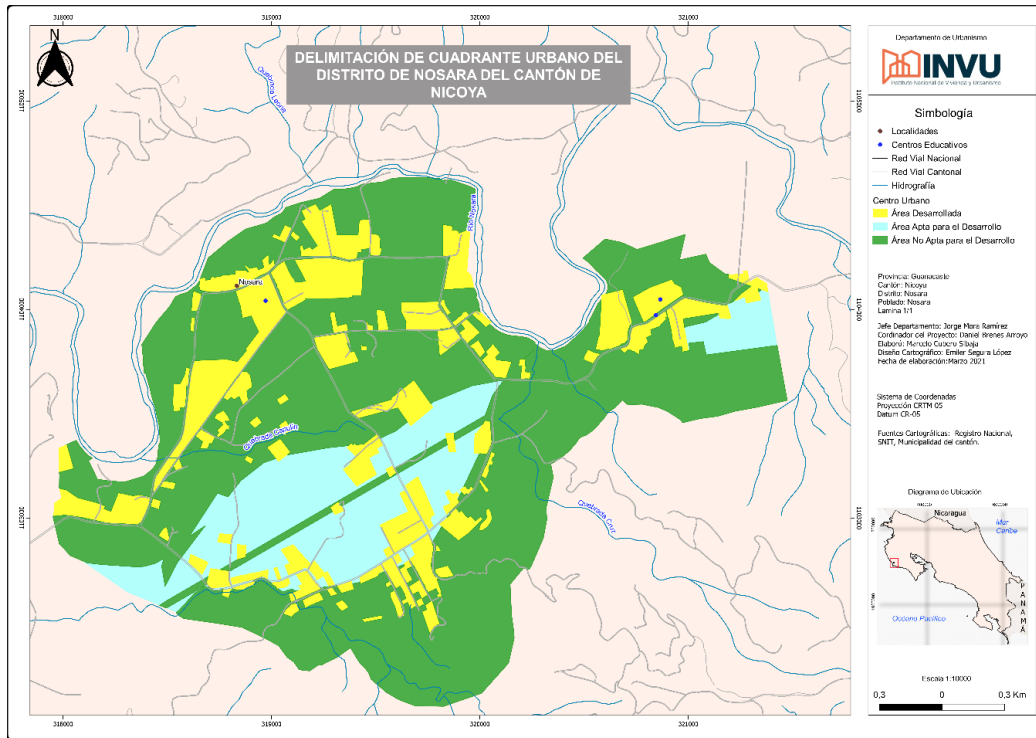 318000 319000 320000 321000
N
DELIMITACIÓN DE CUADRANTE URBANO DEL
DISTRITO DE NOSARA DEL CANTÓN DE
NICOYA
Río Nosara
Nosara
Quebrada Cruz
318000 319000 320000 321000
Departamento de Urbanismo
INVU
Instituto Nacional de Vivienda y Urbanismo
Simbología
Localidades
Centros Educativos
Red Vial Nacional
Red Vial Cantonal
Hidrografía
Centro Urbano
Área Desarrollada
Área Apta para el Desarrollo
Área No Apta para el Desarrollo
Provincia: Guanacaste
Cantón: Nicoya
Distrito: Nosara
Poblado: Nosara
Lamina 1/1
Jefe Departamento: Jorge Mora Ramírez
Cordinador del Proyecto: Daniel Brenes Arroyo
Elaboró: Marcelo Cubero Sibaja
Diseño Cartográfico: Emiler Segura López
Fecha de elaboración:Marzo 2021
Sistema de Coordenadas
Proyección CRTM 05
Datum CR-05
Fuentes Cartográficas: Registro Nacional,
SNIT, Municipalidad del cantón.
Diagrama de Ubicación
Nicaragua
Mar
Caribe
PANAMÁ
Océano Pacífico
Escala 1:10000
0,3 0 0,3 Km